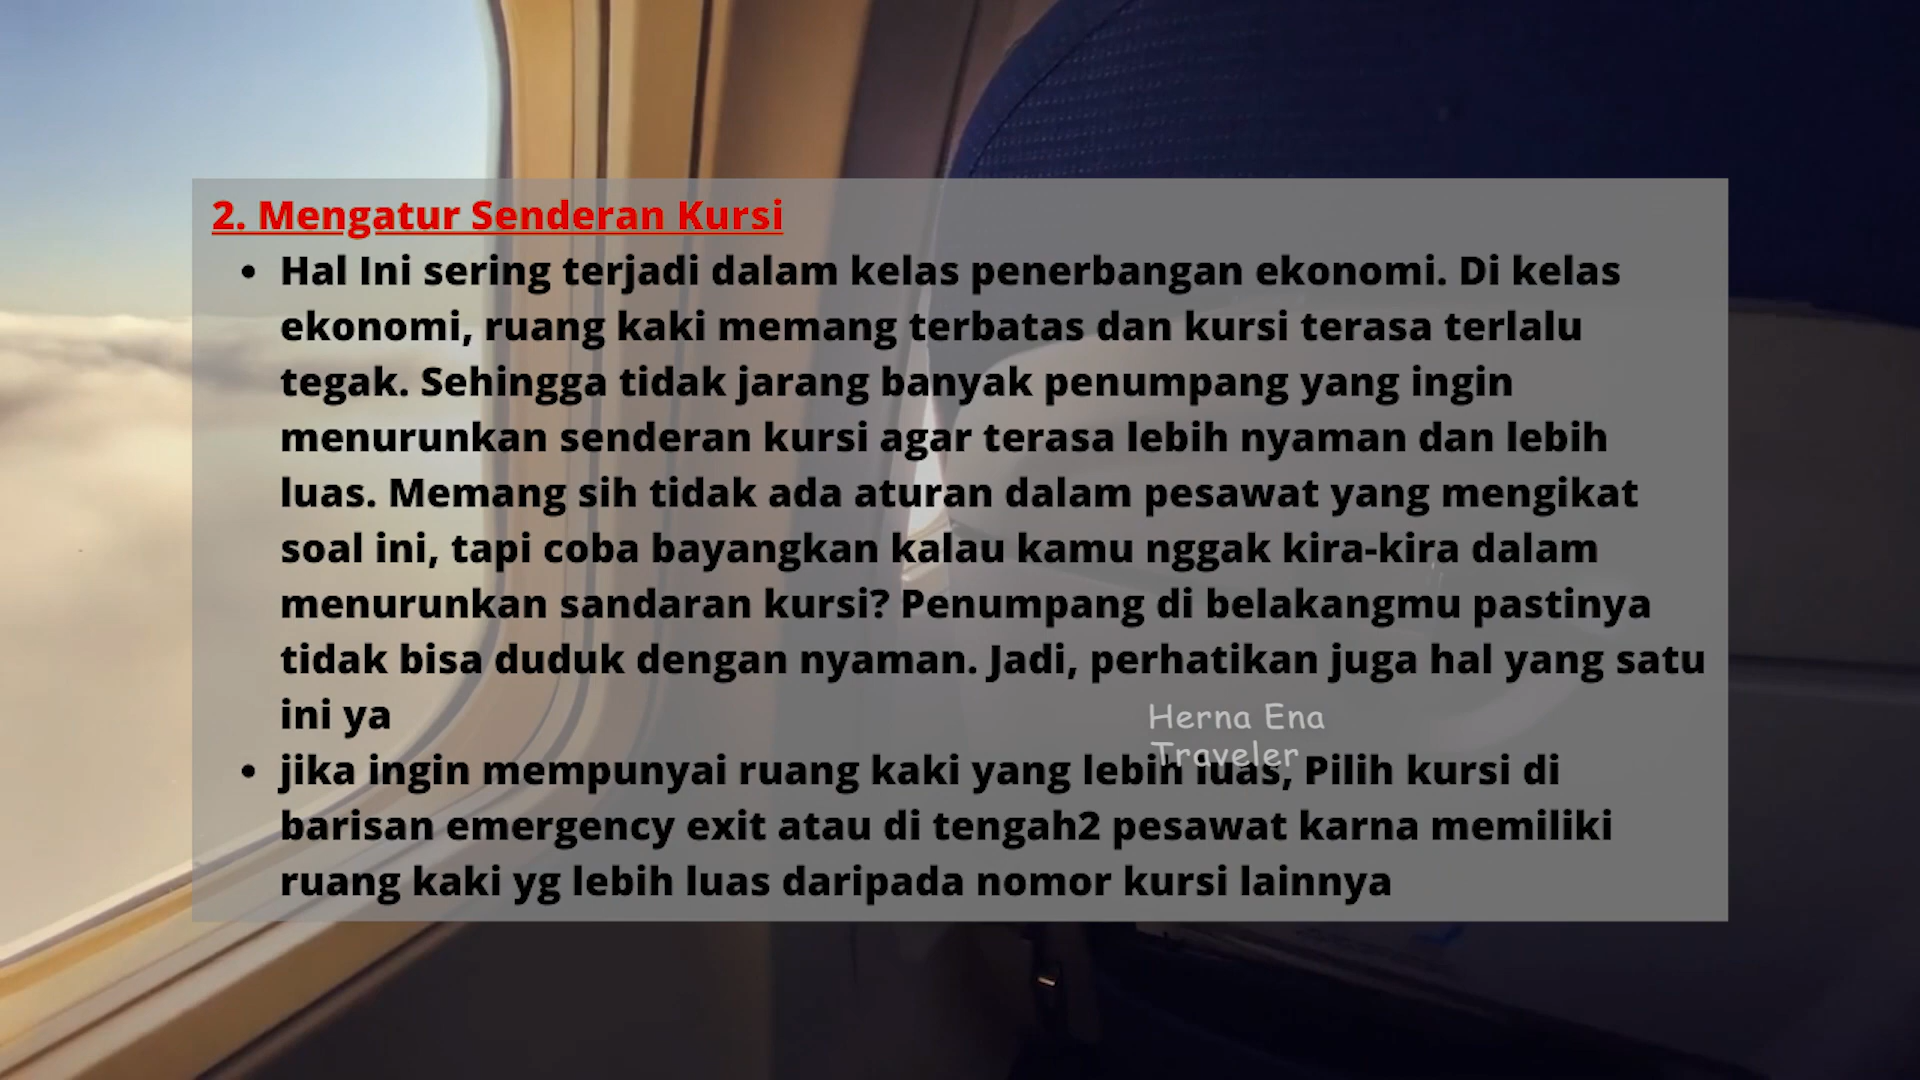 2. Mengatur Senderan Kursi
• Hal Ini sering terjadi dalam kelas penerbangan ekonomi. Di kelas
ekonomi, ruang kaki memang terbatas dan kursi terasa terlalu
tegak. Sehingga tidak jarang banyak penumpang yang ingin
menurunkan senderan kursi agar terasa lebih nyaman dan lebih
luas. Memang sih tidak ada aturan dalam pesawat yang mengikat
soal ini, tapi coba bayangkan kalau kamu nggak kira-kira dalam
menurunkan sandaran kursi? Penumpang di belakangmu pastinya
tidak bisa duduk dengan nyaman. Jadi, perhatikan juga hal yang satu
ini ya
Herna Ena
Traveler
• jika ingin mempunyai ruang kaki yang lebih luas, Pilih kursi di
barisan emergency exit atau di tengah2 pesawat karna memiliki
ruang kaki yg lebih luas daripada nomor kursi lainnya